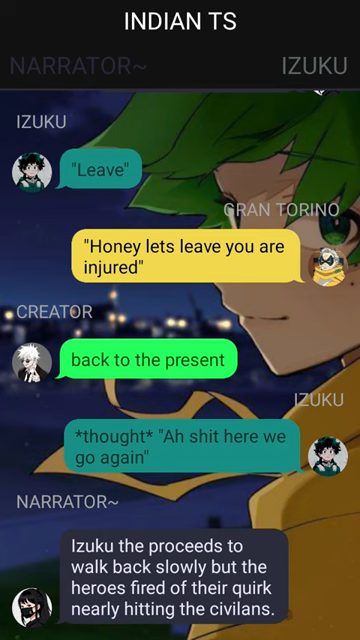 INDIAN TS
NARRATOR~
IZUKU
IZUKU
"Leave"
GRAN TORINO
"Honey lets leave you are
injured"
CREATOR
back to the present
IZUKU
*thought* "Ah shit here we
go again"
NARRATOR~
Izuku the proceeds to
walk back slowly but the
heroes fired of their quirk
nearly hitting the civilans.